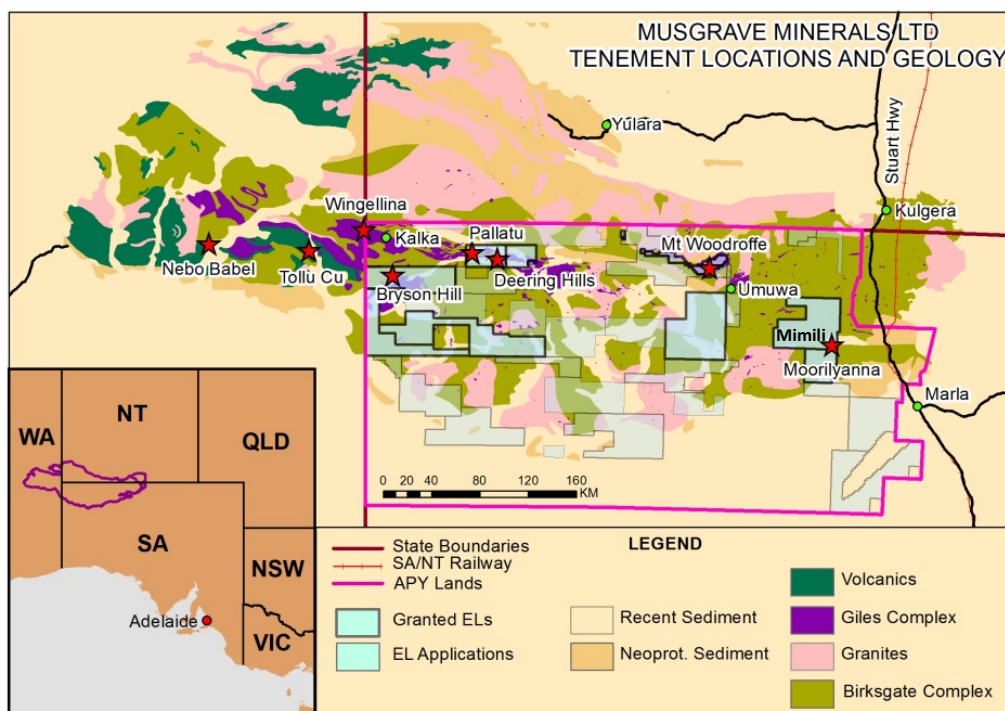 MUSGRAVE MINERALS LTD
TENEMENT LOCATIONS AND GEOLOGY
Yulara
Stuart Hwy
Kulgera
Wingellina
Kalka
Pallatu
Mt Woodroffe
Nebo Babel
Tollu Cu
Bryson Hill
Deering Hills
Umuwa
Mimili
Moorilyanna
Marla
0 20 40 80 120 160
KM
NT
WA
QLD
SA
NSW
VIC
Adelaide
LEGEND
State Boundaries
SA/NT Railway
APY Lands
Granted ELs
EL Applications
Recent Sediment
Neoprot. Sediment
Volcanics
Giles Complex
Granites
Birksgate Complex